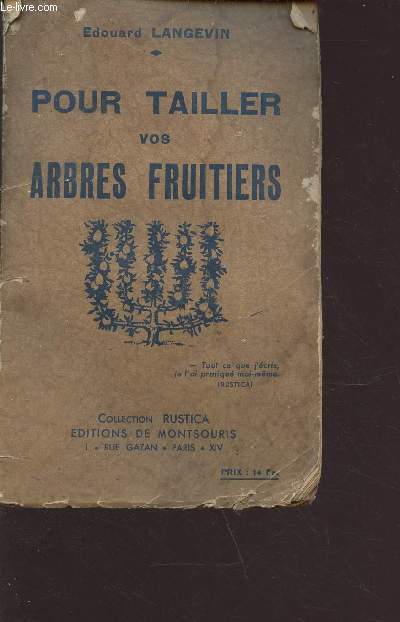 Le-livre.com
Edouard LANGEVIN
POUR TAILLER
VOS
ARBRES FRUITIERS
— Tout ce que j'écris,
je l'ai pratiqué moi-même.
(RUSTICA)
COLLECTION RUSTICA
EDITIONS DE MONTSOURIS
1 • RUE GAZAN • PARIS • XIV
PRIX : 14 Fr.